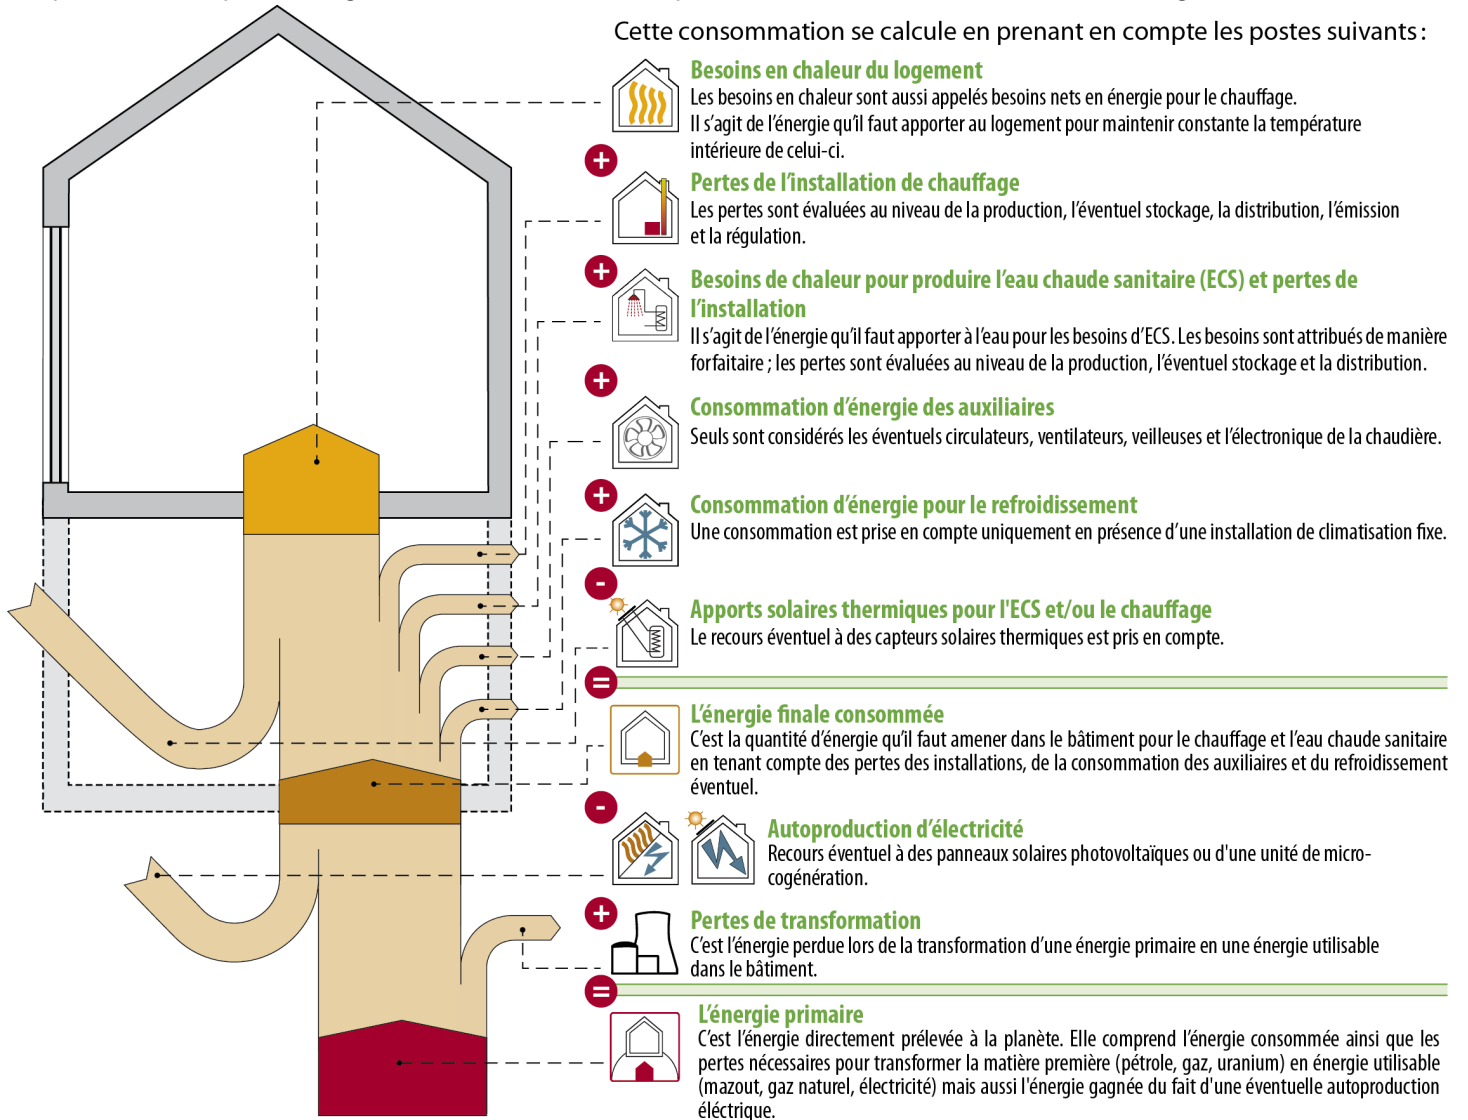 Cette consommation se calcule en prenant en compte les postes suivants :
Besoins en chaleur du logement
Les besoins en chaleur sont aussi appelés besoins nets en énergie pour le chauffage.
Il s'agit de l'énergie qu'il faut apporter au logement pour maintenir constante la température
intérieure de celui-ci.
+
Pertes de l'installation de chauffage
Les pertes sont évaluées au niveau de la production, l'éventuel stockage, la distribution, l'émission
et la régulation.
+
Besoins de chaleur pour produire l'eau chaude sanitaire (ECS) et pertes de
l'installation
Il s'agit de l'énergie qu'il faut apporter à l'eau pour les besoins d'ECS. Les besoins sont attribués de manière
forfaitaire ; les pertes sont évaluées au niveau de la production, l'éventuel stockage et la distribution.
+
Consommation d'énergie des auxiliaires
Seuls sont considérés les éventuels circulateurs, ventilateurs, veilleuses et l'électronique de la chaudière.
+
Consommation d'énergie pour le refroidissement
Une consommation est prise en compte uniquement en présence d'une installation de climatisation fixe.
-
Apports solaires thermiques pour l'ECS et/ou le chauffage
Le recours éventuel à des capteurs solaires thermiques est pris en compte.
=
L'énergie finale consommée
C'est la quantité d'énergie qu'il faut amener dans le bâtiment pour le chauffage et l'eau chaude sanitaire
en tenant compte des pertes des installations, de la consommation des auxiliaires et du refroidissement
éventuel.
-
Autoproduction d'électricité
Recours éventuel à des panneaux solaires photovoltaïques ou d'une unité de micro-
cogénération.
+
Pertes de transformation
C'est l'énergie perdue lors de la transformation d'une énergie primaire en une énergie utilisable
dans le bâtiment.
=
L'énergie primaire
C'est l'énergie directement prélevée à la planète. Elle comprend l'énergie consommée ainsi que les
pertes nécessaires pour transformer la matière première (pétrole, gaz, uranium) en énergie utilisable
(mazout, gaz naturel, électricité) mais aussi l'énergie gagnée du fait d'une éventuelle autoproduction
éléctrique.